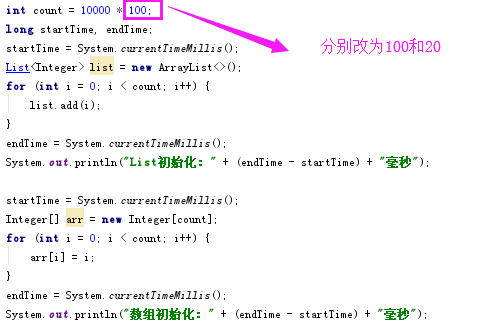 int count = 10000 * 100;
分别改为100和20
long startTime, endTime;
startTime = System.currentTimeMillis();
List<Integer> list = new ArrayList<>();
for (int i = 0; i < count; i++) {
list.add(i);
}
endTime = System.currentTimeMillis();
System.out.println("List初始化: " + (endTime - startTime) + "毫秒");
startTime = System.currentTimeMillis();
Integer[] arr = new Integer[count];
for (int i = 0; i < count; i++) {
arr[i] = i;
}
endTime = System.currentTimeMillis();
System.out.println("数组初始化: " + (endTime - startTime) + "毫秒");